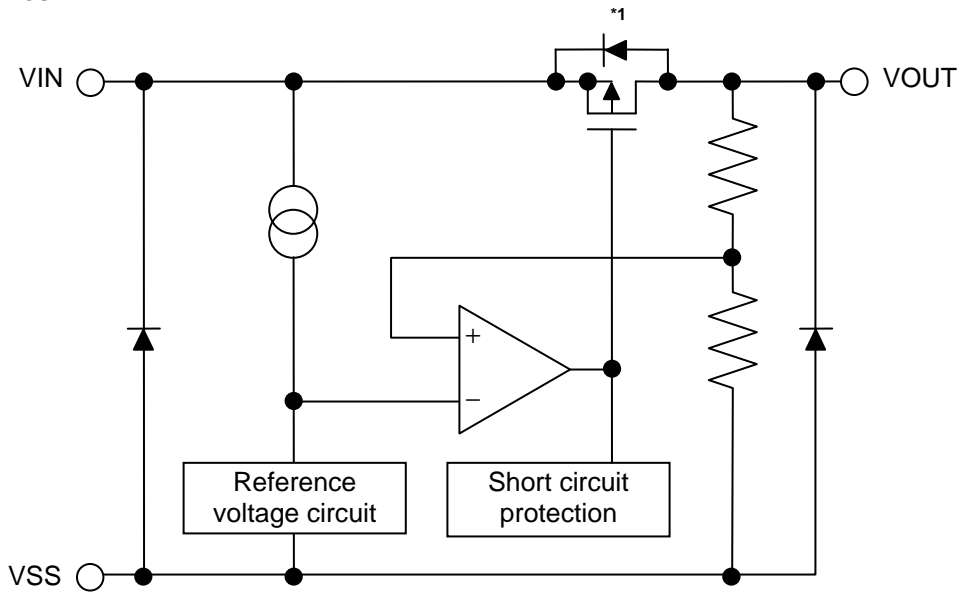 *1
VIN
VOUT
+
−
Reference
voltage circuit
Short circuit
protection
VSS